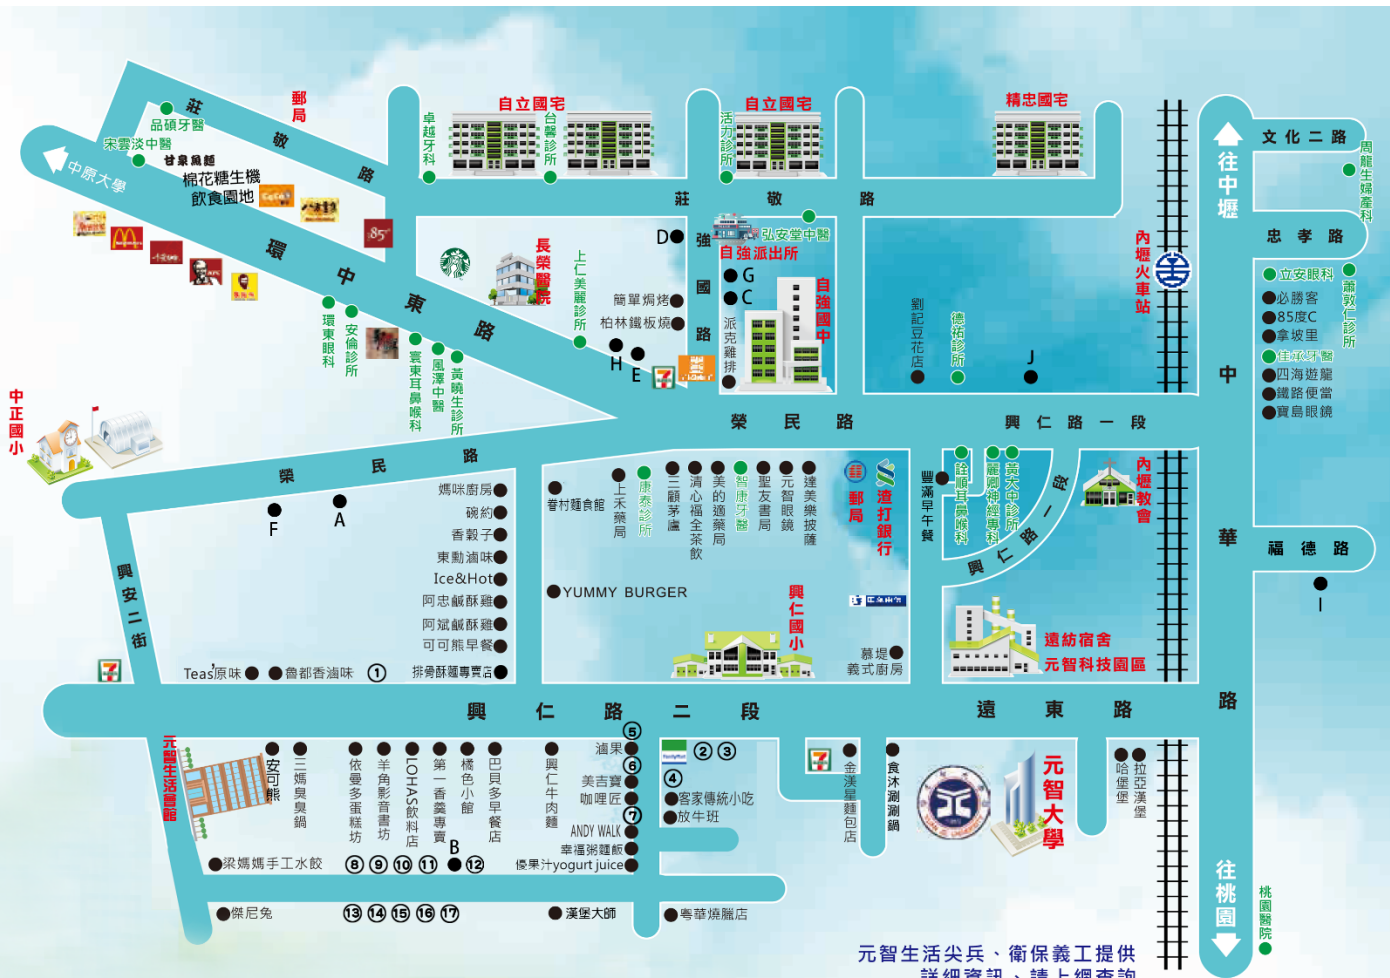 莊敬路
郵局
品碩牙醫
宋雲淡中醫
中原大學
甘泉魚麵
棉花糖生機
飲食園地
環中東路
85
卓越牙科
自立國宅
台馨診所
活力診所
自立國宅
精忠國宅
莊敬路
弘安堂中醫
自強派出所
強國路
D
G
C
長榮醫院
上仁美麗診所
簡單焗烤
柏林鐵板燒
H
E
派克雞排
自強國中
劉記豆花店
德祐診所
J
內壢火車站
往中壢
文化二路
周龍生婦產科
忠孝路
立安眼科
蕭敦仁診所
必勝客
85度C
拿坡里
佳承牙醫
四海遊龍
鐵路便當
寶島眼鏡
環東眼科
安倫診所
寰東耳鼻喉科
風澤中醫
黃曉生診所
中正國小
榮民路
榮民路
興仁路一段
中華路
F
A
媽咪廚房
碗約
香穀子
東勳滷味
Ice&Hot
阿忠鹹酥雞
阿斌鹹酥雞
可可熊早餐
排骨酥麵專賣店
眷村麵食館
上禾藥局
康泰診所
三顧茅廬
清心福全茶飲
美的適藥局
智康牙醫
聖友書局
元智眼鏡
達美樂披薩
郵局
渣打銀行
豐滿早午餐
詮順耳鼻喉科
麗卿神經專科
黃大中診所
興仁路一段
內壢教會
福德路
I
YUMMY BURGER
興仁國小
慕堤
義式廚房
遠紡宿舍
元智科技園區
興安二街
Teas原味
魯都香滷味
①
興仁路二段
遠東路
元智生活會館
安可熊
三媽臭臭鍋
依曼多蛋糕坊
羊角影音書坊
LOHAS飲料店
第一香羹專賣
橘色小館
巴貝多早餐店
興仁牛肉麵
⑤
滷果
⑥
美吉寶
咖哩匠
⑦
ANDY WALK
幸福粥麵飯
優果汁yogurt juice
FamilyMart
② ③
④
客家傳統小吃
放牛班
金渼星麵包店
食沐涮涮鍋
YUAN ZE UNIVERSITY
元智大學
哈堡堡
拉亞漢堡
梁媽媽手工水餃
⑧ ⑨ ⑩ ⑪ B ⑫
傑尼兔
⑬ ⑭ ⑮ ⑯ ⑰
漢堡大師
粵華燒臘店
往桃園
桃園醫院
元智生活尖兵、衛保義工提供
詳細資訊、請上網查詢